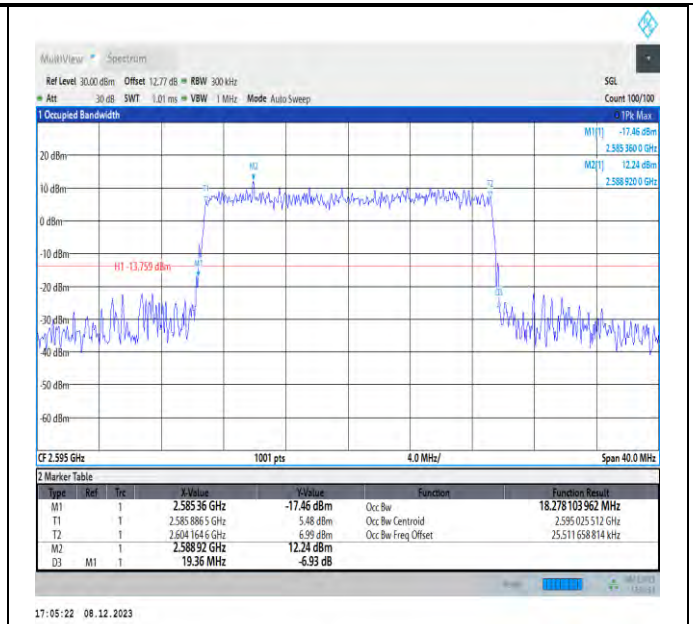 MultiView Spectrum
Ref Level 30.00 dBm Offset 12.77 dB RBW 300 kHz SGL
Att 30 dB SWT 1.01 ms VBW 1 MHz Mode Auto Sweep Count 100/100
1 Occupied Bandwidth 1Pk Max
M1[1] -17.46 dBm
2.585 360 0 GHz
M2[1] 12.24 dBm
2.588 920 0 GHz
20 dBm
M2
10 dBm
T1
T2
0 dBm
-10 dBm
H1 -13.759 dBm
M1
-20 dBm
D3
-30 dBm
-40 dBm
-50 dBm
-60 dBm
CF 2.595 GHz 1001 pts 4.0 MHz/ Span 40.0 MHz
2 Marker Table
Type Ref Trc X-Value Y-Value Function Function Result
M1 1 2.585 36 GHz -17.46 dBm Occ Bw 18.278 103 962 MHz
T1 1 2.585 886 5 GHz 5.48 dBm Occ Bw Centroid 2.595 025 512 GHz
T2 1 2.604 164 6 GHz 6.99 dBm Occ Bw Freq Offset 25.511 658 814 kHz
M2 1 2.588 92 GHz 12.24 dBm
D3 M1 1 19.36 MHz -6.93 dB
17:05:22 08.12.2023